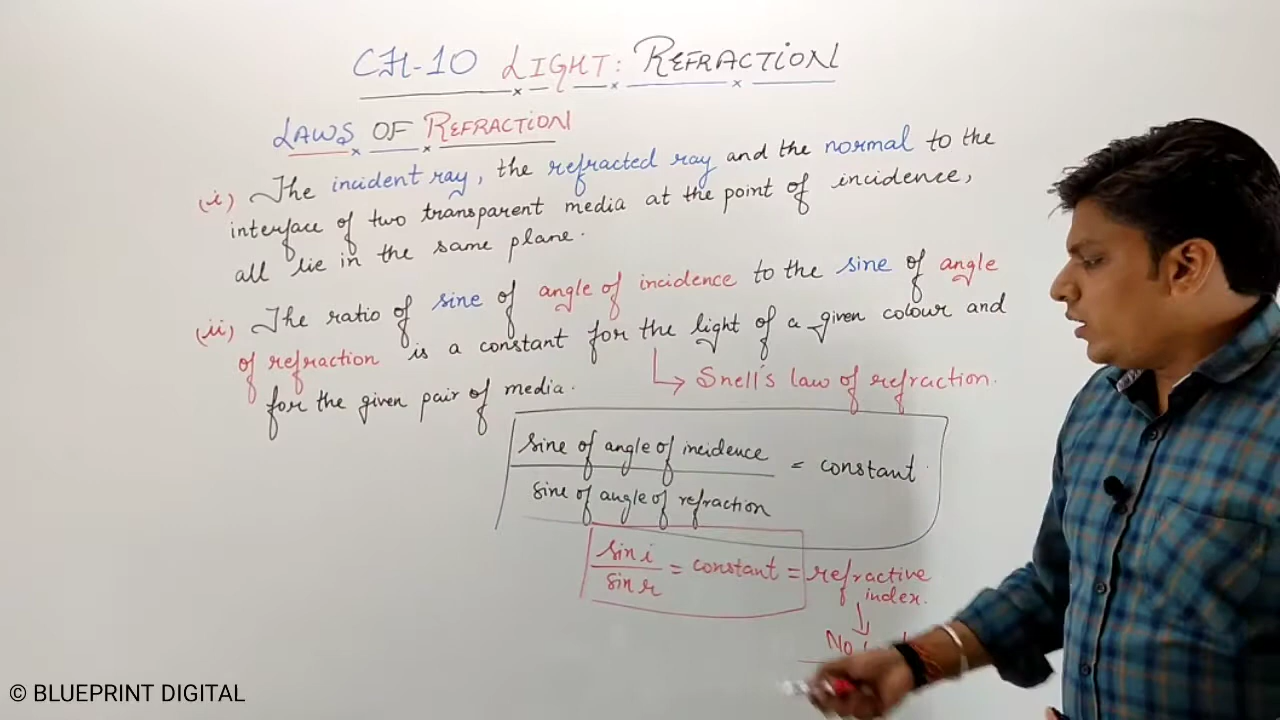 CH-10 LIGHT: REFRACTION
LAWS OF REFRACTION
(i) The incident ray, the refracted ray and the normal to the
interface of two transparent media at the point of incidence,
all lie in the same plane.
(ii) The ratio of sine of angle of incidence to the sine of angle
of refraction is a constant for the light of a given colour and
for the given pair of media.
Snell's law of refraction.
sine of angle of incidence
sine of angle of refraction
= constant.
sin i
sin r
= constant = refractive
index.
No
© BLUEPRINT DIGITAL